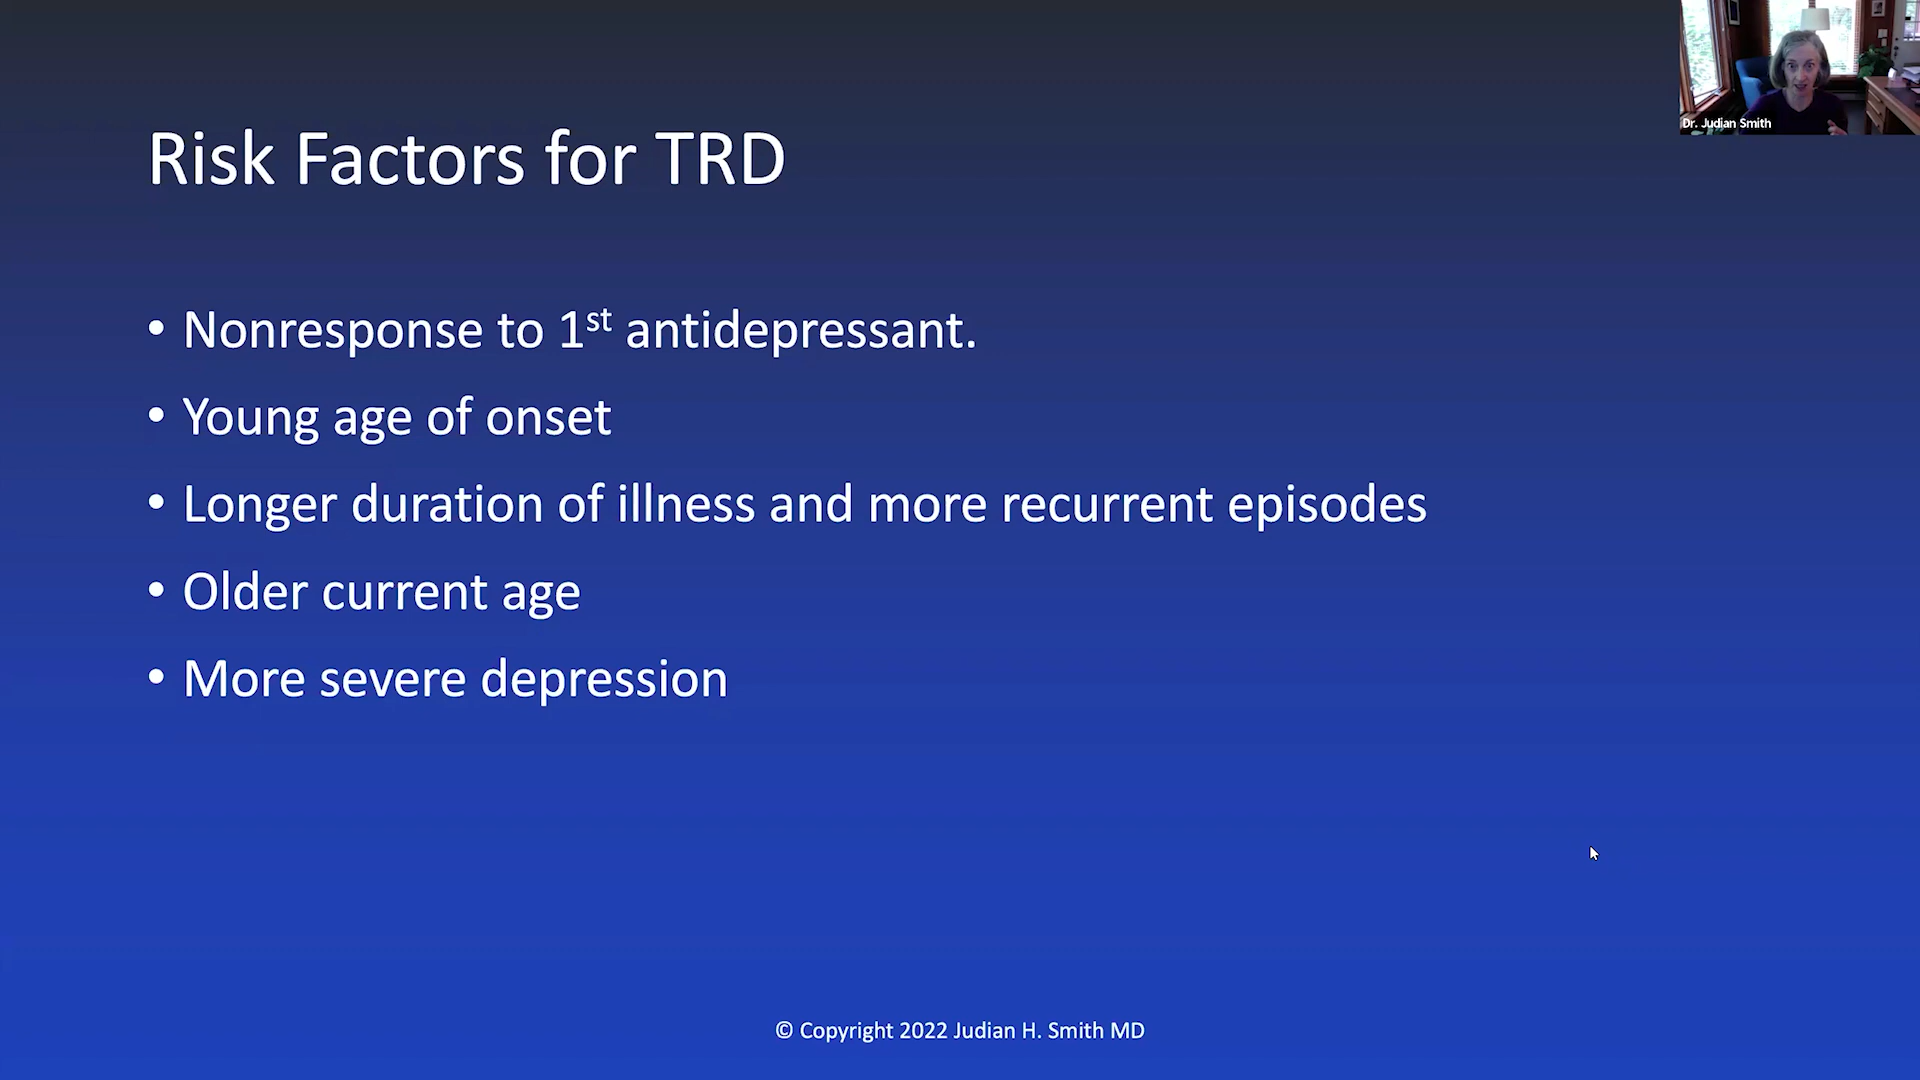 Dr. Judian Smith
Risk Factors for TRD
• Nonresponse to 1st antidepressant.
• Young age of onset
• Longer duration of illness and more recurrent episodes
• Older current age
• More severe depression
© Copyright 2022 Judian H. Smith MD